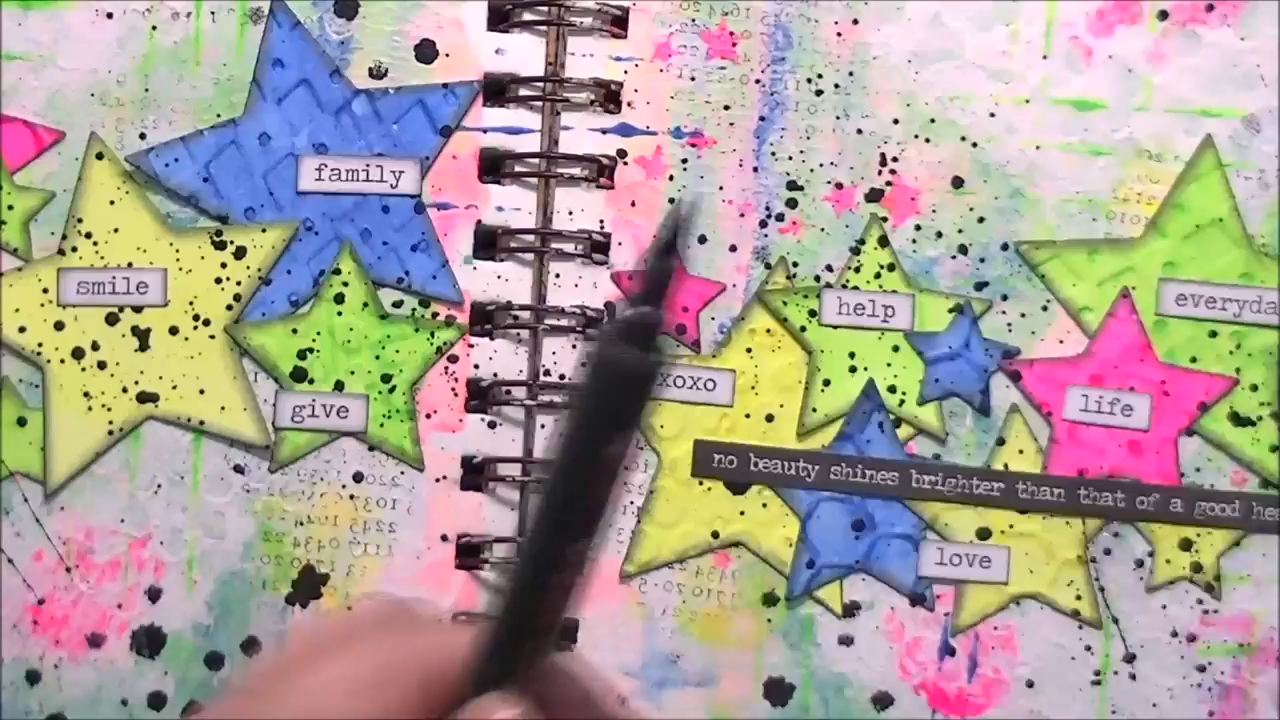 family
smile
give
help
everyda
xoxo
life
no beauty shines brighter than that of a good he
love